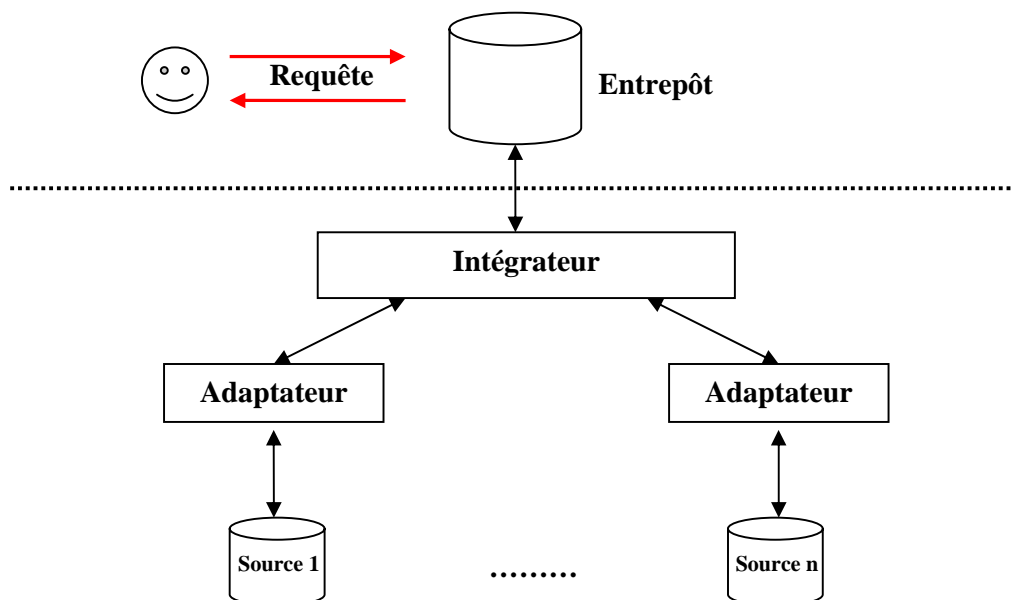 Requête
Entrepôt
Intégrateur
Adaptateur
Adaptateur
Source 1
.........
Source n